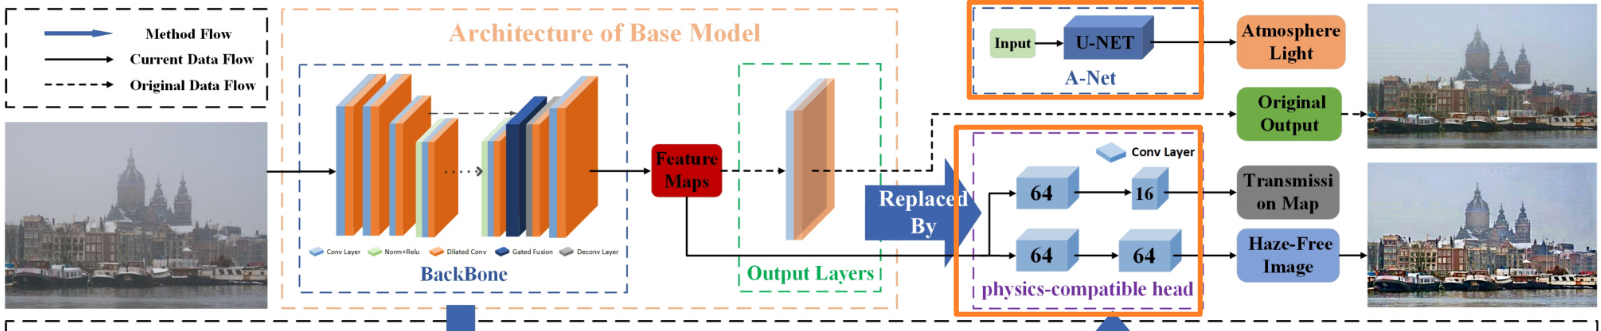 Method Flow
Current Data Flow
Original Data Flow
Architecture of Base Model
Conv Layer
Norm+Relu
Dilated Conv
Gated Fusion
Deconv Layer
BackBone
Feature
Maps
Output Layers
Replaced
By
Input
U-NET
A-Net
Conv Layer
64
16
64
64
physics-compatible head
Atmosphere
Light
Original
Output
Transmissi
on Map
Haze-Free
Image